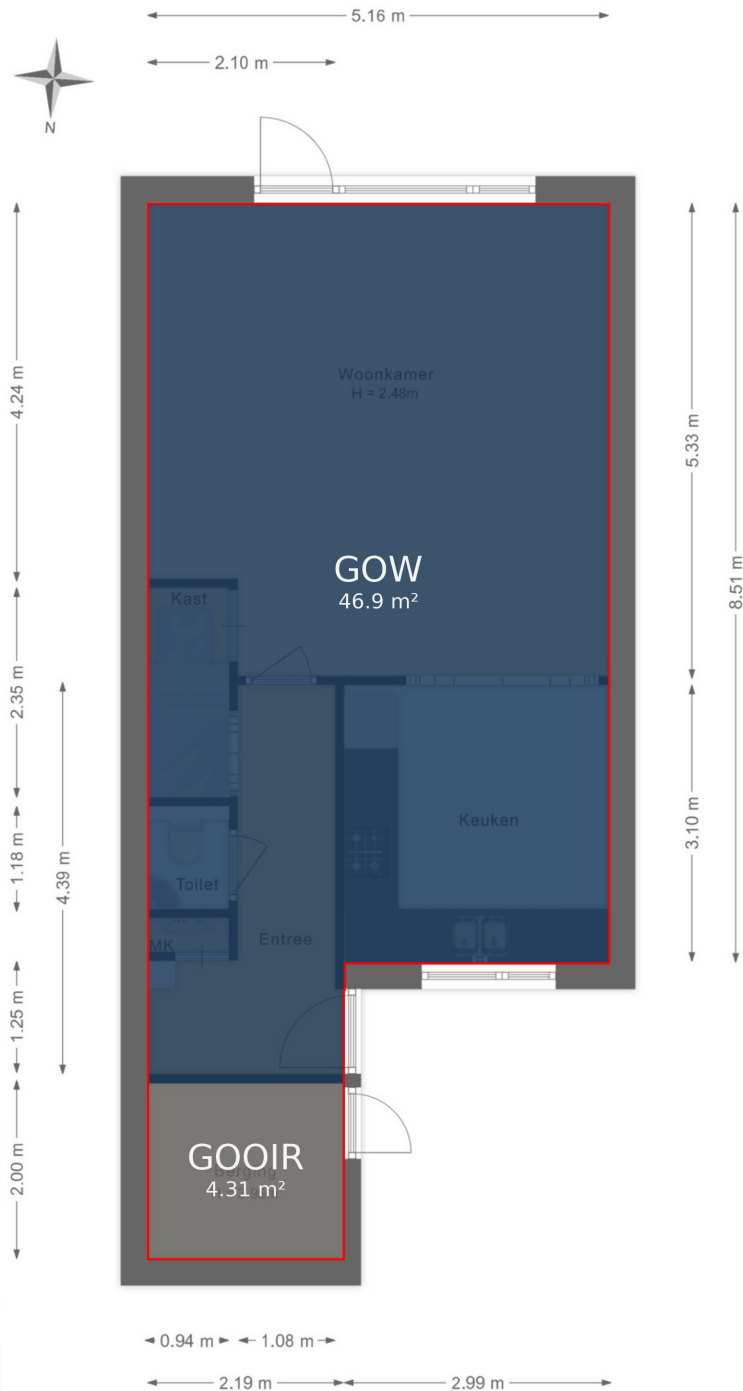 5.16 m
2.10 m
N
Woonkamer
H = 2.48m
4.24 m
5.33 m
8.51 m
GOW
46.9 m²
Kast
2.35 m
Keuken
3.10 m
1.18 m
4.39 m
Toilet
MK
Entree
1.25 m
GOOIR
Berging
4.31 m²
2.00 m
0.94 m
1.08 m
2.19 m
2.99 m